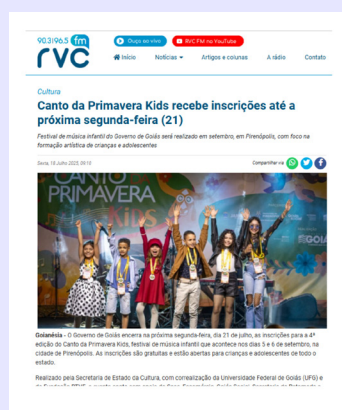 90.3|96.5 fm
rvc
Ouça ao vivo
RVC FM no YouTube
Início
Notícias
Artigos e colunas
A rádio
Contato
Cultura
Canto da Primavera Kids recebe inscrições até a
próxima segunda-feira (21)
Festival de música infantil do Governo de Goiás será realizado em setembro, em Pirenópolis, com foco na
formação artística de crianças e adolescentes
Sexta, 18 Julho 2025,
Compartilhar via:
CANTO DA
PRIMAVERA
KIDS
Goianésia - O Governo de Goiás encerra na próxima segunda-feira, dia 21 de julho, as inscrições para a 4ª
edição do Canto da Primavera Kids, festival de música infantil que acontece nos dias 5 e 6 de setembro, na
cidade de Pirenópolis. As inscrições são gratuitas e estão abertas para crianças e adolescentes de todo o
estado.
Realizado pela Secretaria de Estado da Cultura, com correalização da Universidade Federal de Goiás (UFG) e